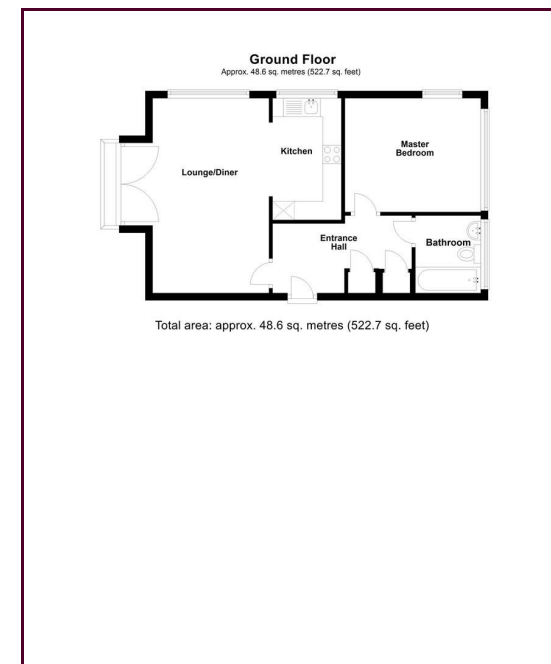 Ground Floor
Approx. 48.6 sq. metres (522.7 sq. feet)
Kitchen
Master
Bedroom
Lounge/Diner
Entrance
Hall
Bathroom
Total area: approx. 48.6 sq. metres (522.7 sq. feet)